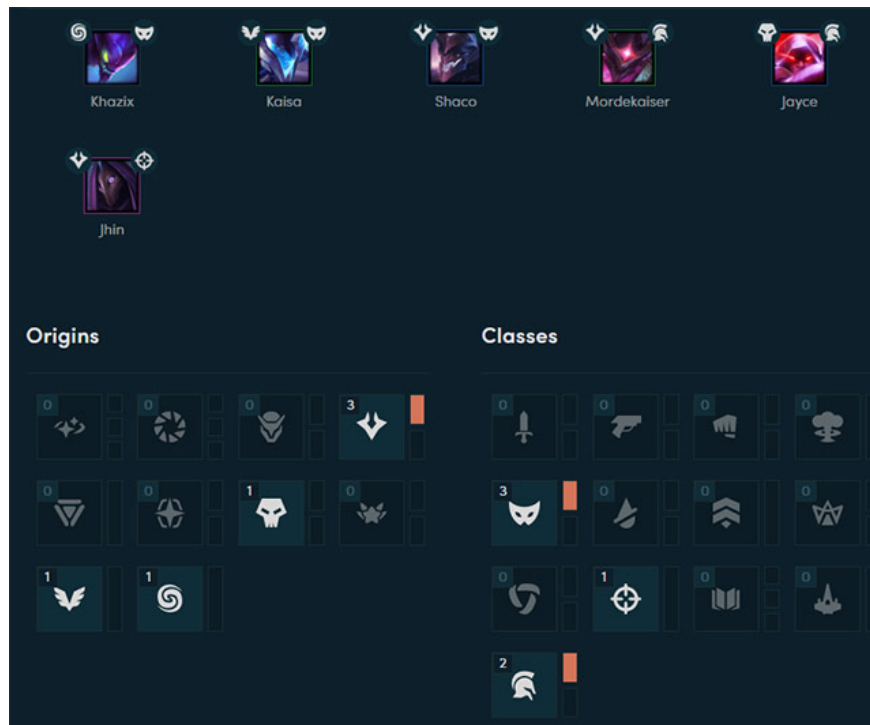 Khazix Kaisa Shaco Mordekaiser Jayce
Jhin
Origins Classes
0 0 0 3 0 0 0 0
0 0 1 0 3 0 0 0
1 1 0 1 0 0
2